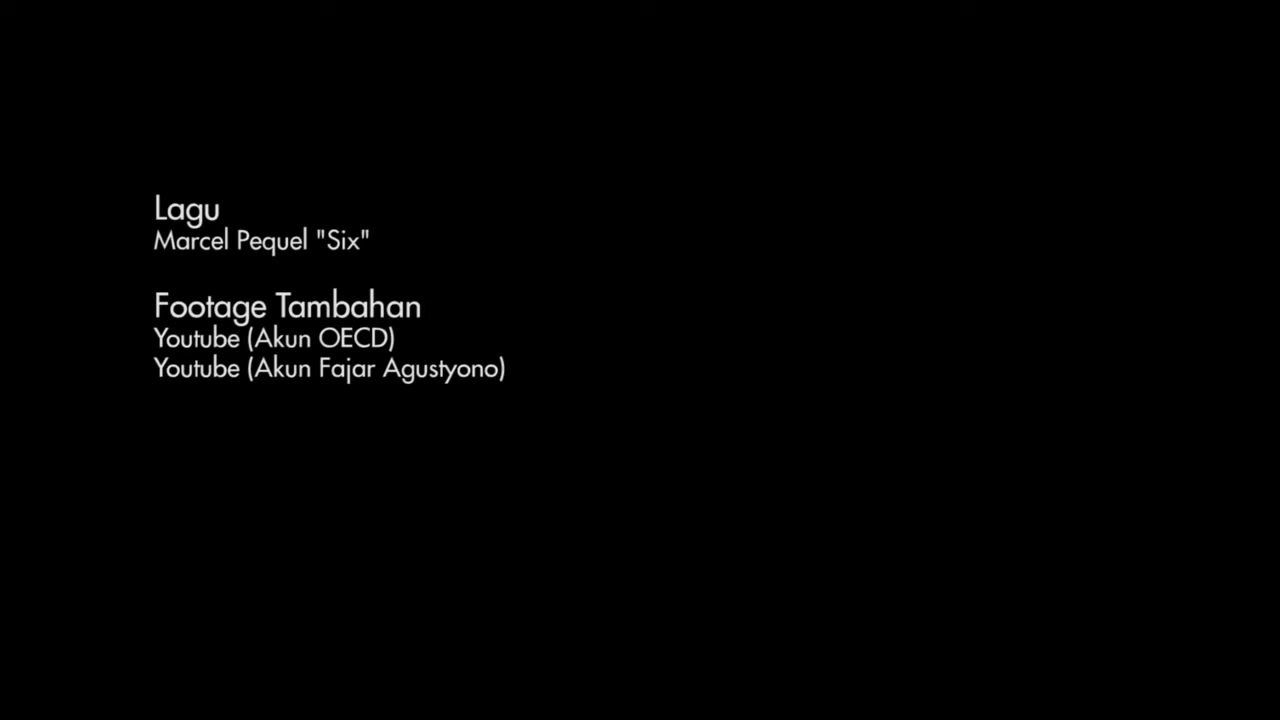 Lagu
Marcel Pequel "Six"
Footage Tambahan
Youtube (Akun OECD)
Youtube (Akun Fajar Agustyono)